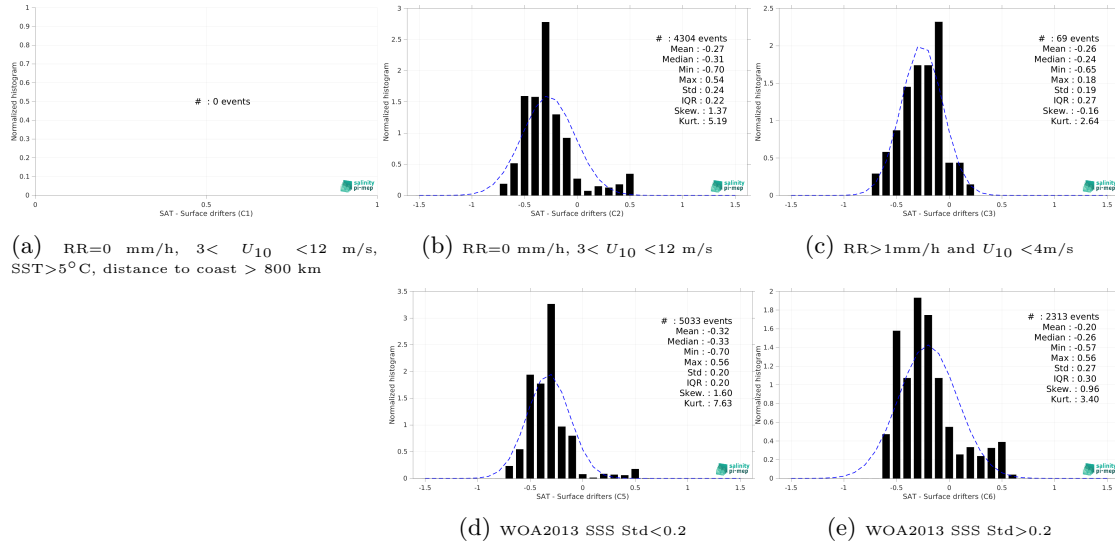 1
0.9
0.8
0.7
0.6
0.5
0.4
0.3
0.2
0.1
0
0
0.5
1
Normalized histogram
# : 0 events
SAT - Surface drifters (C1)
salinity
pi-mep
(a) RR=0 mm/h, 3< U10 <12 m/s,
SST>5°C, distance to coast > 800 km
3
2.5
2
1.5
1
0.5
0
-1.5
-1
-0.5
0
0.5
1
1.5
Normalized histogram
# : 4304 events
Mean : -0.27
Median : -0.31
Min : -0.70
Max : 0.54
Std : 0.24
IQR : 0.22
Skew. : 1.37
Kurt. : 5.19
SAT - Surface drifters (C2)
salinity
pi-mep
(b) RR=0 mm/h, 3< U10 <12 m/s
2.5
2
1.5
1
0.5
0
-1.5
-1
-0.5
0
0.5
1
1.5
Normalized histogram
# : 69 events
Mean : -0.26
Median : -0.24
Min : -0.65
Max : 0.18
Std : 0.19
IQR : 0.27
Skew. : -0.16
Kurt. : 2.64
SAT - Surface drifters (C3)
salinity
pi-mep
(c) RR>1mm/h and U10 <4m/s
3.5
3
2.5
2
1.5
1
0.5
0
-1.5
-1
-0.5
0
0.5
1
1.5
Normalized histogram
# : 5033 events
Mean : -0.32
Median : -0.33
Min : -0.70
Max : 0.56
Std : 0.20
IQR : 0.20
Skew. : 1.60
Kurt. : 7.63
SAT - Surface drifters (C5)
salinity
pi-mep
(d) WOA2013 SSS Std<0.2
2
1.8
1.6
1.4
1.2
1
0.8
0.6
0.4
0.2
0
-1.5
-1
-0.5
0
0.5
1
1.5
Normalized histogram
# : 2313 events
Mean : -0.20
Median : -0.26
Min : -0.57
Max : 0.56
Std : 0.27
IQR : 0.30
Skew. : 0.96
Kurt. : 3.40
SAT - Surface drifters (C6)
salinity
pi-mep
(e) WOA2013 SSS Std>0.2